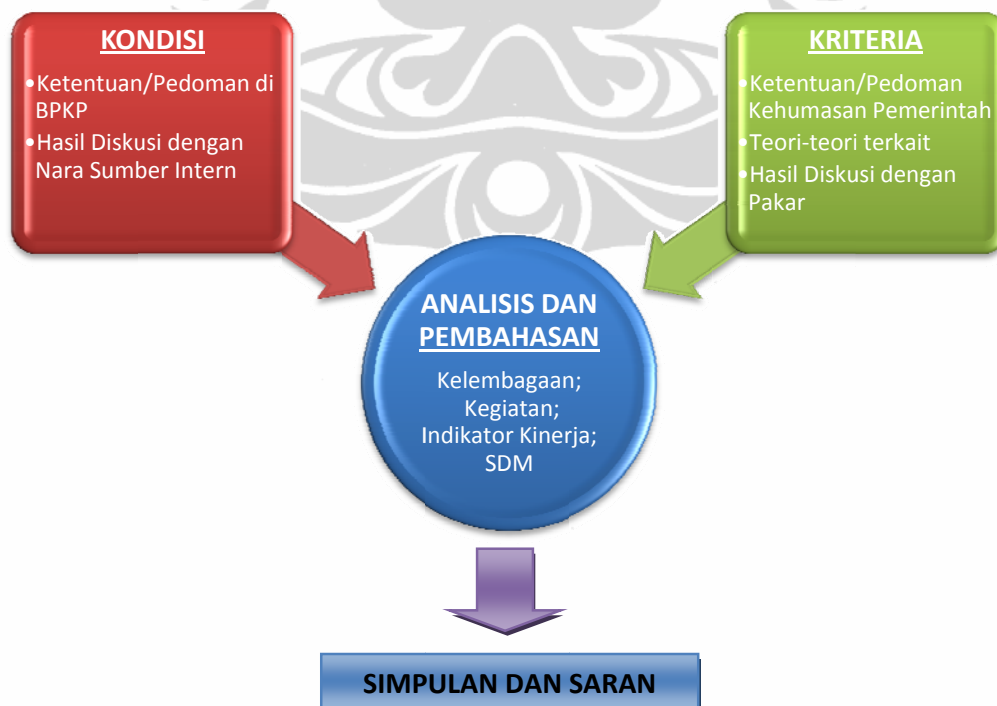 KONDISI
•Ketentuan/Pedoman di
BPKP
•Hasil Diskusi dengan
Nara Sumber Intern
KRITERIA
•Ketentuan/Pedoman
Kehumasan Pemerintah
•Teori-teori terkait
•Hasil Diskusi dengan
Pakar
ANALISIS DAN
PEMBAHASAN
Kelembagaan;
Kegiatan;
Indikator Kinerja;
SDM
SIMPULAN DAN SARAN